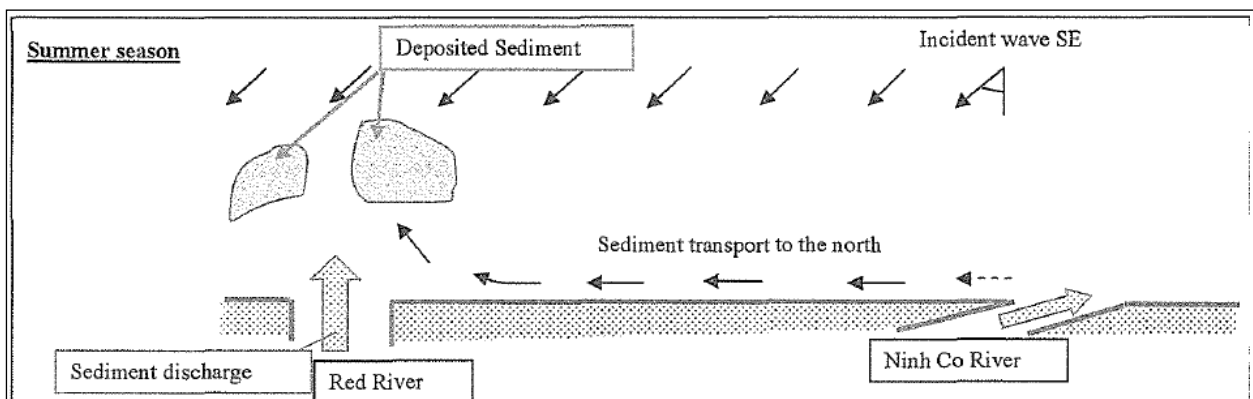 Summer season
Deposited Sediment
Incident wave SE
Sediment transport to the north
Sediment discharge
Red River
Ninh Co River